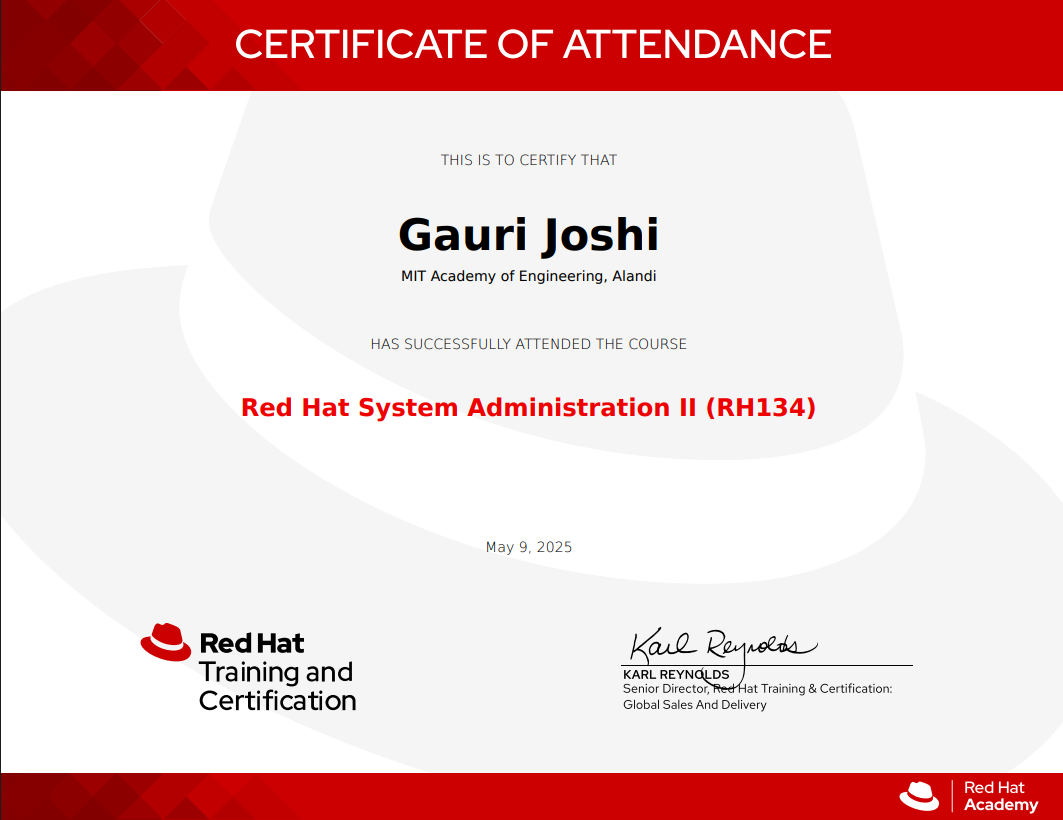 CERTIFICATE OF ATTENDANCE
THIS IS TO CERTIFY THAT
Gauri Joshi
MIT Academy of Engineering, Alandi
HAS SUCCESSFULLY ATTENDED THE COURSE
Red Hat System Administration II (RH134)
May 9, 2025
Red Hat
Training and
Certification
Karl Reynolds
KARL REYNOLDS
Senior Director, Red Hat Training & Certification:
Global Sales And Delivery
Red Hat
Academy